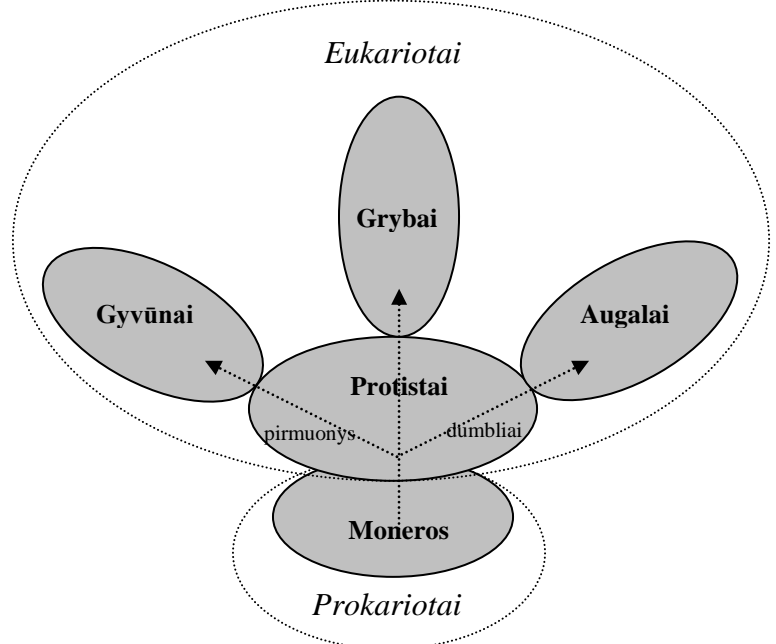 Eukariotai
Grybai
Gyvūnai
Augalai
Protistai
pirmuonys
dumbliai
Moneros
Prokariotai